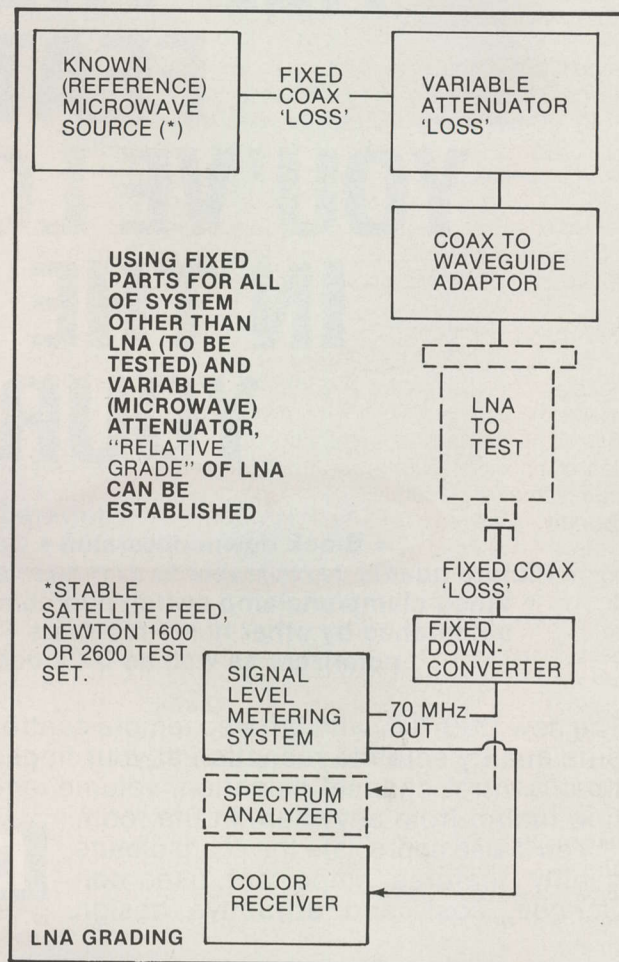 KNOWN
(REFERENCE)
MICROWAVE
SOURCE (*)
FIXED
COAX
'LOSS'
VARIABLE
ATTENUATOR
'LOSS'
COAX TO
WAVEGUIDE
ADAPTOR
USING FIXED
PARTS FOR ALL
OF SYSTEM
OTHER THAN
LNA (TO BE
TESTED) AND
VARIABLE
(MICROWAVE)
ATTENUATOR,
"RELATIVE
GRADE" OF LNA
CAN BE
ESTABLISHED
LNA
TO
TEST
FIXED COAX
'LOSS'
*STABLE
SATELLITE FEED,
NEWTON 1600
OR 2600 TEST
SET.
FIXED
DOWN-
CONVERTER
SIGNAL
LEVEL
METERING
SYSTEM
70 MHz
OUT
SPECTRUM
ANALYZER
COLOR
RECEIVER
LNA GRADING